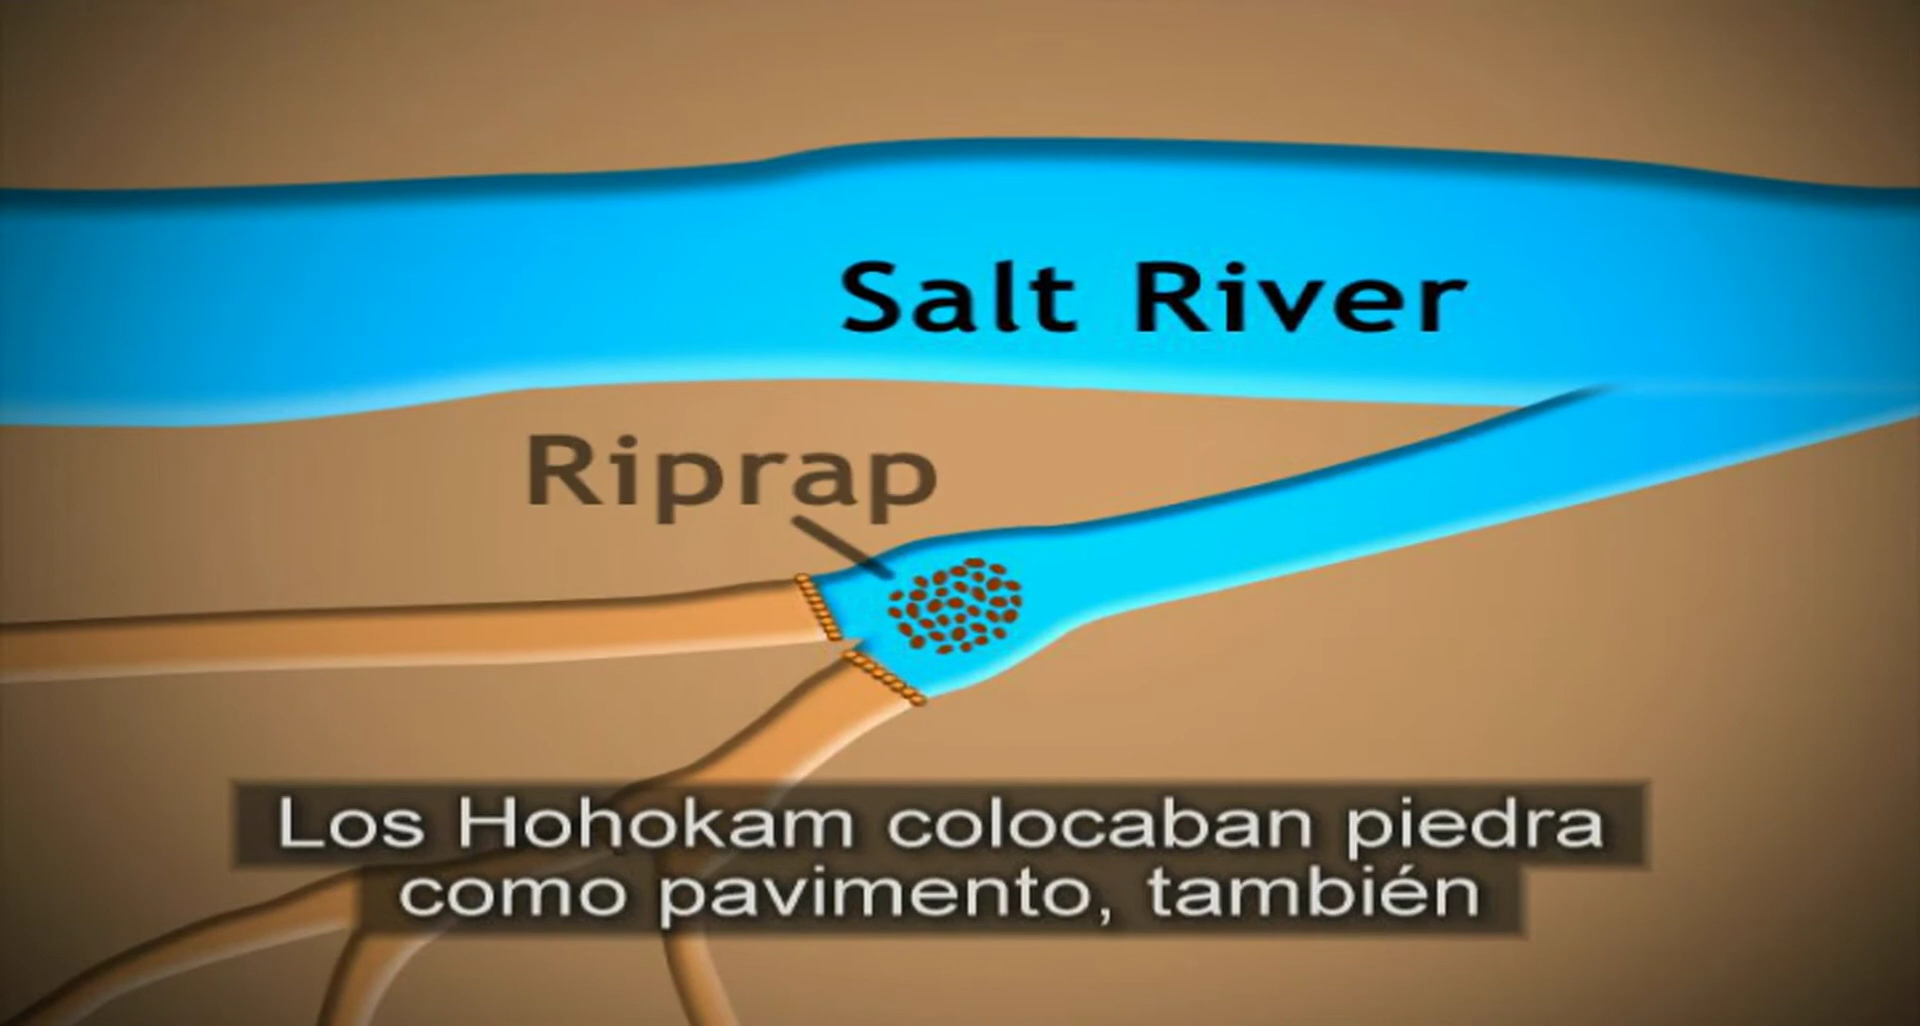 Salt River
Riprap
Los Hohokam colocaban piedra
como pavimento, también